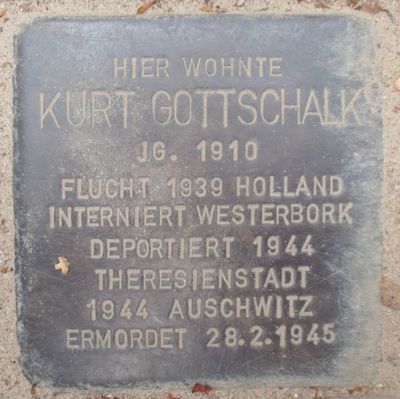 HIER WOHNTE
KURT GOTTSCHALK
JG. 1910
FLUCHT 1939 HOLLAND
INTERNIERT WESTERBORK
DEPORTIERT 1944
THERESIENSTADT
1944 AUSCHWITZ
ERMORDET 28.2.1945